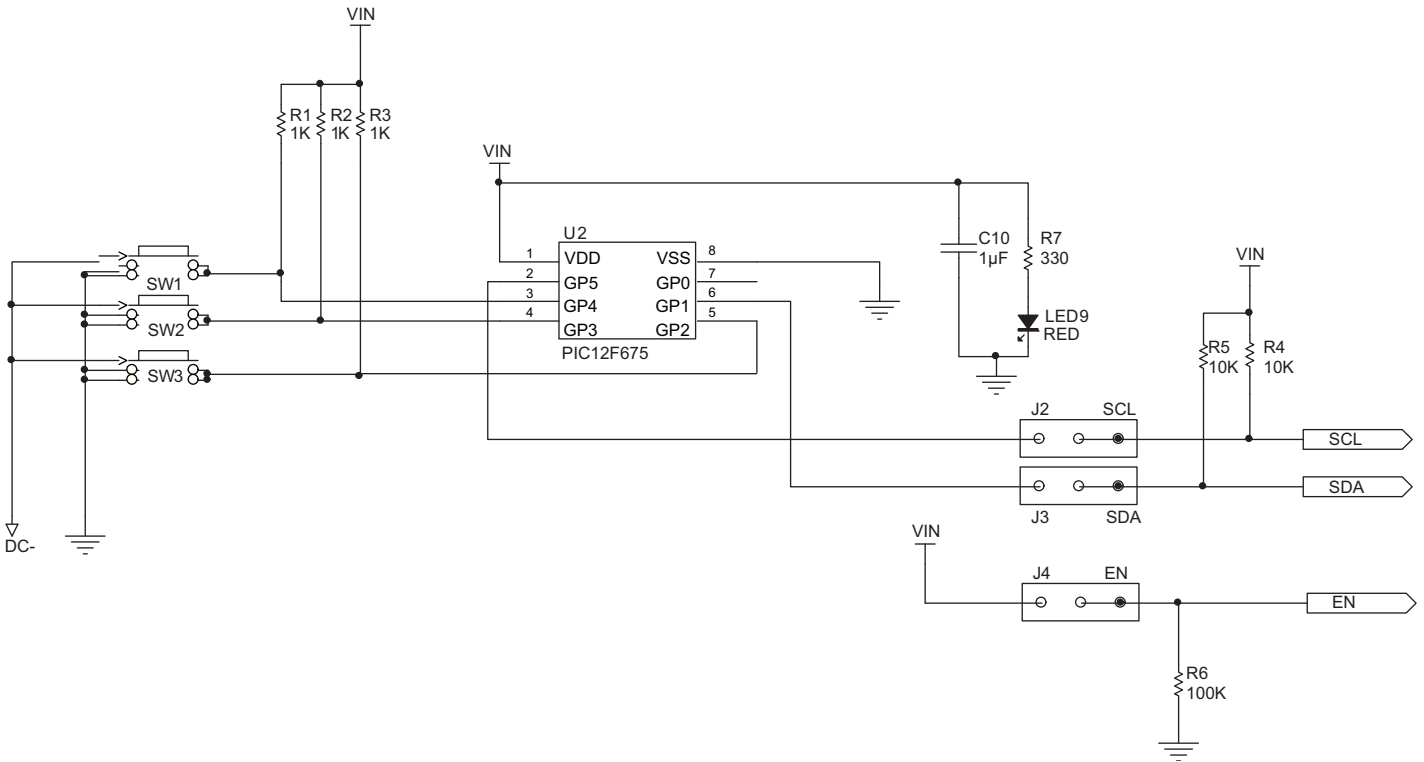 VIN
R1
1K
R2
1K
R3
1K
VIN
SW1
SW2
SW3
DC-
U2
1
VDD
VSS
8
2
GP5
GP0
7
3
GP4
GP1
6
4
GP3
GP2
5
PIC12F675
C10
1µF
R7
330
LED9
RED
VIN
R5
10K
R4
10K
J2
SCL
SCL
J3
SDA
SDA
VIN
J4
EN
EN
R6
100K